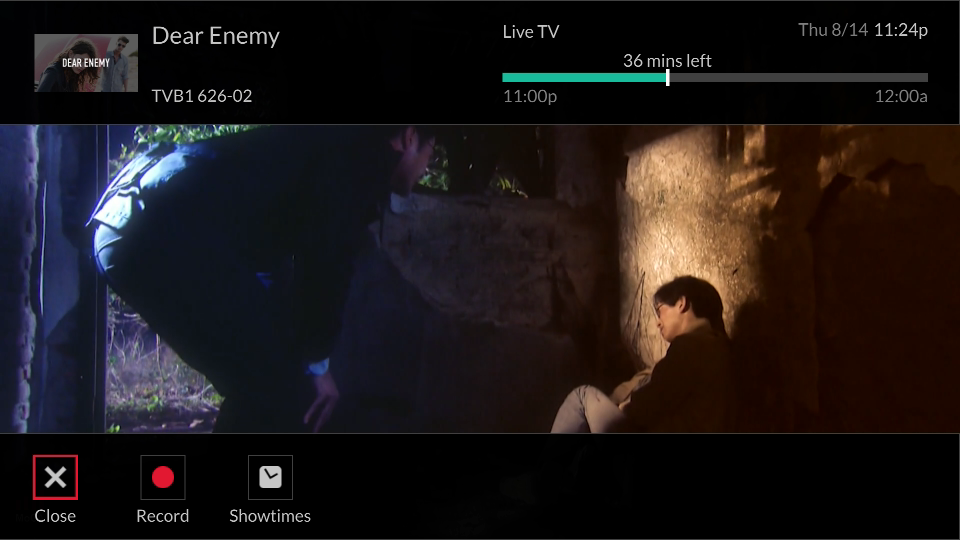 Dear Enemy
DEAR ENEMY
TVB1 626-02
Live TV
Thu 8/14 11:24p
36 mins left
11:00p
12:00a
Close
Record
Showtimes